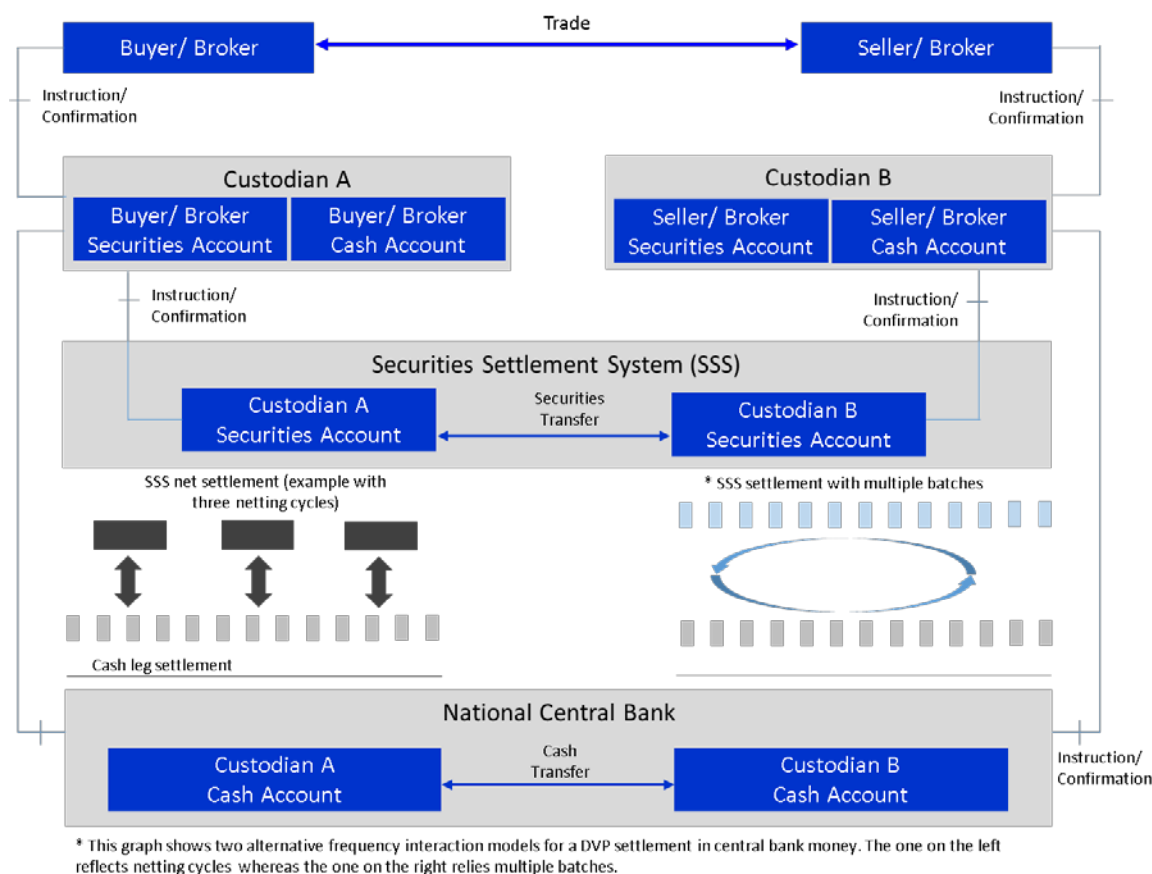 Trade
Buyer/ Broker
Seller/ Broker
Instruction/
Confirmation
Instruction/
Confirmation
Custodian A
Buyer/ Broker
Securities Account
Buyer/ Broker
Cash Account
Custodian B
Seller/ Broker
Securities Account
Seller/ Broker
Cash Account
Instruction/
Confirmation
Instruction/
Confirmation
Securities Settlement System (SSS)
Custodian A
Securities Account
Securities
Transfer
Custodian B
Securities Account
SSS net settlement (example with
three netting cycles)
* SSS settlement with multiple batches
Cash leg settlement
National Central Bank
Custodian A
Cash Account
Cash
Transfer
Custodian B
Cash Account
Instruction/
Confirmation
* This graph shows two alternative frequency interaction models for a DVP settlement in central bank money. The one on the left
reflects netting cycles whereas the one on the right relies multiple batches.